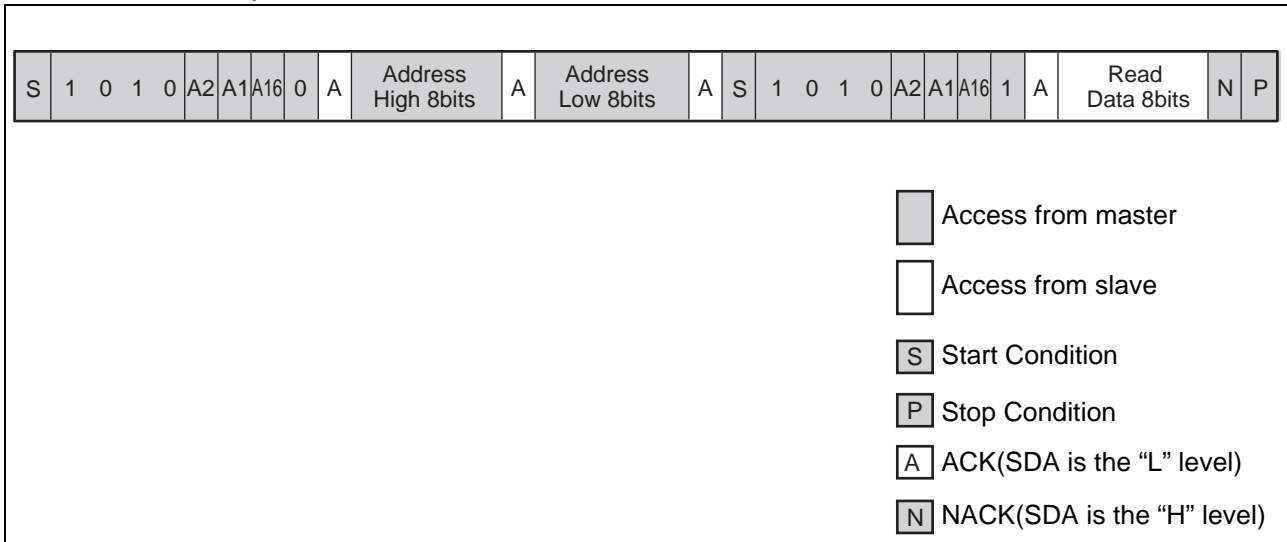 S 1 0 1 0 A2 A1 A16 0 A Address High 8bits A Address Low 8bits A S 1 0 1 0 A2 A1 A16 1 A Read Data 8bits N P
Access from master
Access from slave
S Start Condition
P Stop Condition
A ACK(SDA is the “L” level)
N NACK(SDA is the “H” level)